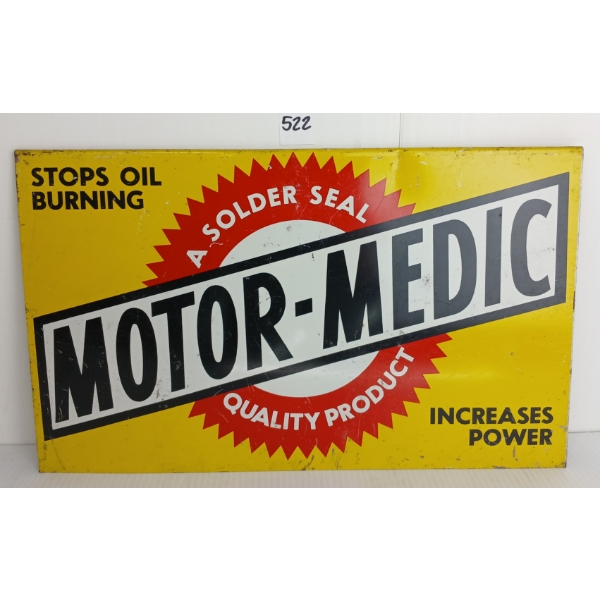 522
STOPS OIL
BURNING
A SOLDER SEAL
MOTOR-MEDIC
QUALITY PRODUCT
INCREASES
POWER